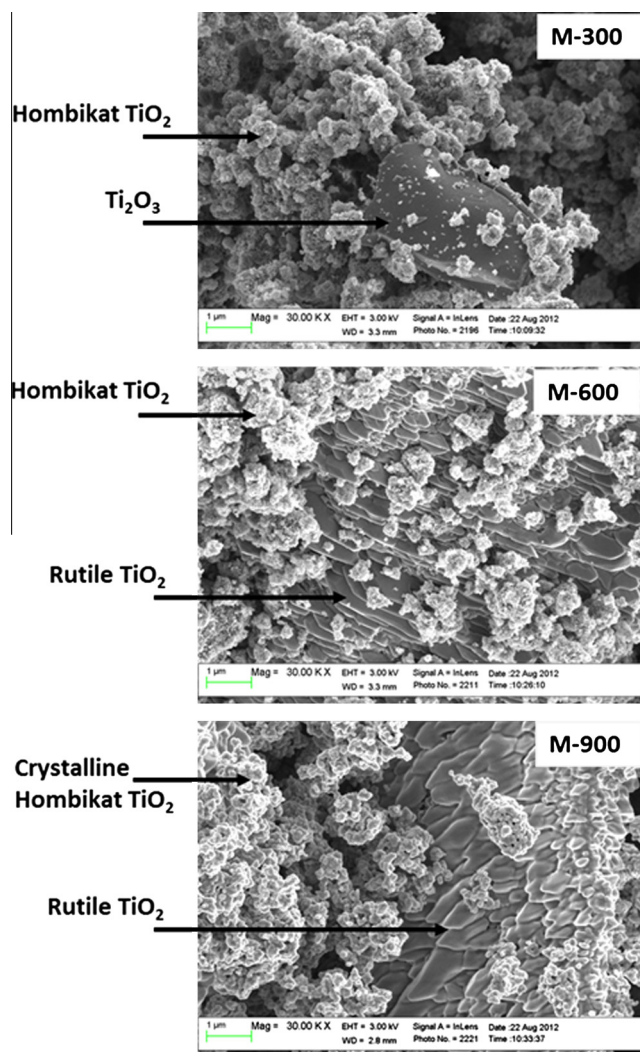 M-300
Hombikat TiO₂
Ti₂O₃
1 µm Mag = 30.00 K X EHT = 3.00 kV Signal A = InLens Date :22 Aug 2012
WD = 3.3 mm Photo No. = 2196 Time :10:09:32
M-600
Hombikat TiO₂
Rutile TiO₂
1 µm Mag = 30.00 K X EHT = 3.00 kV Signal A = InLens Date :22 Aug 2012
WD = 3.3 mm Photo No. = 2211 Time :10:26:10
M-900
Crystalline
Hombikat TiO₂
Rutile TiO₂
1 µm Mag = 30.00 K X EHT = 3.00 kV Signal A = InLens Date :22 Aug 2012
WD = 2.8 mm Photo No. = 2221 Time :10:33:37